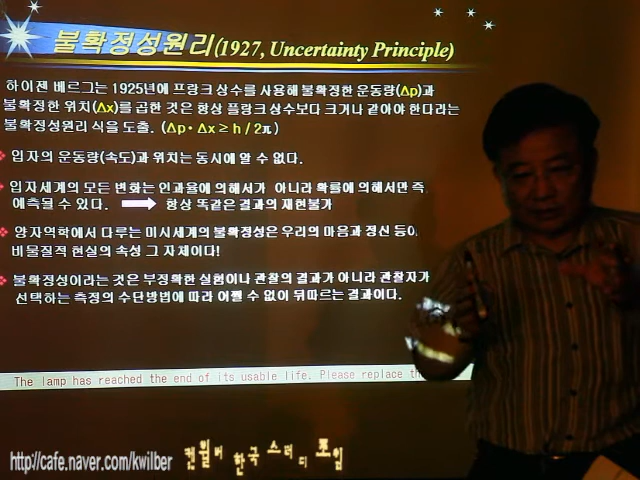 불확정성원리(1927, Uncertainty Principle)
하이젠 베르그는 1925년에 프랑크 상수를 사용해 불확정한 운동량(Δp)과
불확정한 위치(Δx)를 곱한 것은 항상 플랑크 상수보다 크거나 같아야 한다라는
불확정성원리 식을 도출. (Δp· Δx ≥ h / 2π)
입자의 운동량(속도)과 위치는 동시에 알 수 없다.
입자세계의 모든 변화는 인과율에 의해서가 아니라 확률에 의해서만 즉
예측될 수 있다. ➡ 항상 똑같은 결과의 재현불가
양자역학에서 다루는 미시세계의 불확정성은 우리의 마음과 정신 등이
비물질적 현실의 속성 그 자체이다!
불확정성이라는 것은 부정확한 실험이나 관찰의 결과가 아니라 관찰자가
선택하는 측정의 수단방법에 따라 어쩔 수 없이 뒤따르는 결과이다.
The lamp has reached the end of its usable life. Please replace
http://cafe.naver.com/kwilber 켄윌버 한국 스터디 모임